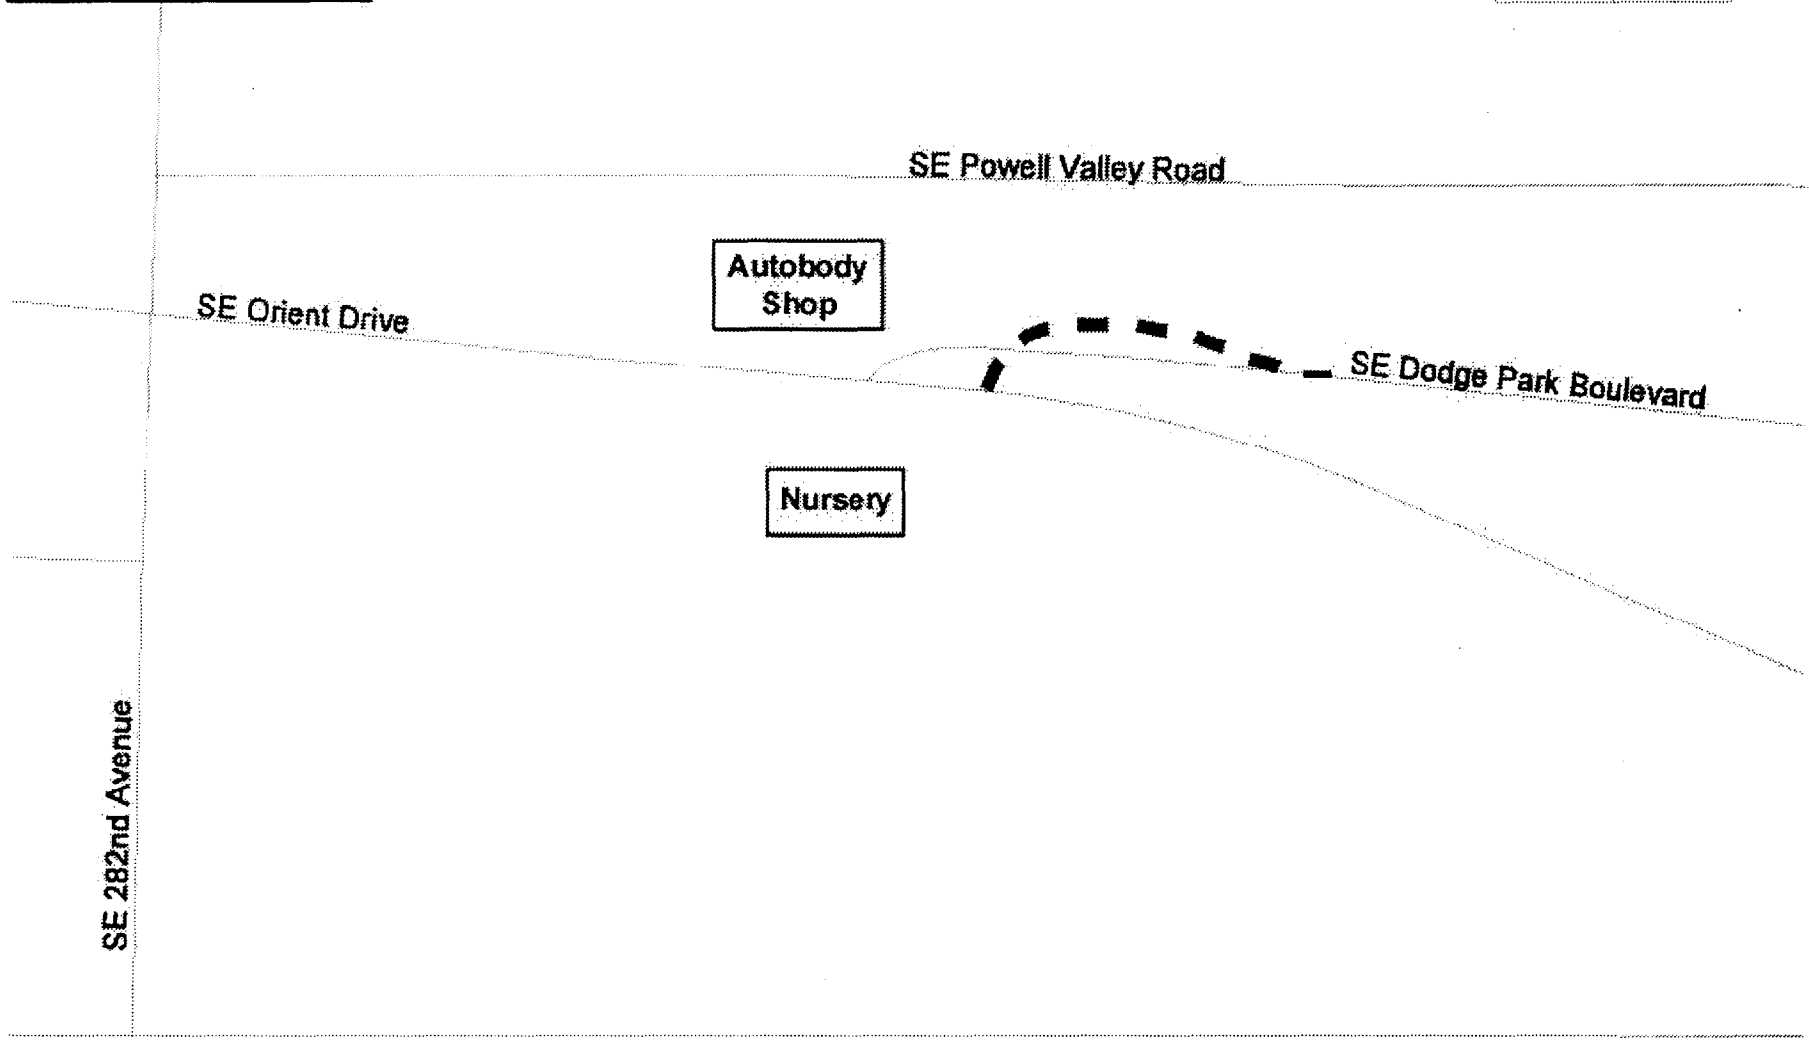 SE Powell Valley Road
Autobody
Shop
SE Orient Drive
SE Dodge Park Boulevard
Nursery
SE 282nd Avenue